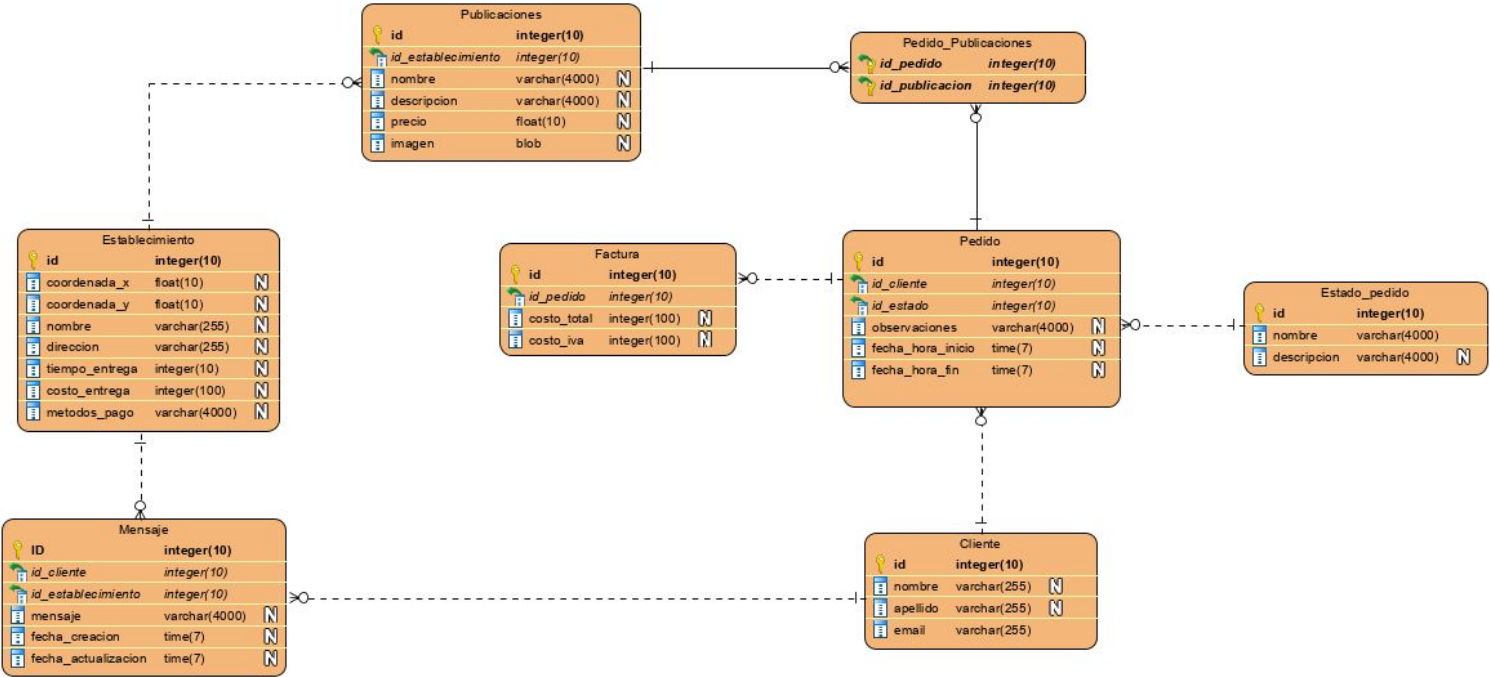 Publicaciones
id integer(10)
id_establecimiento integer(10)
nombre varchar(4000) N
descripcion varchar(4000) N
precio float(10) N
imagen blob N
Pedido_Publicaciones
id_pedido integer(10)
id_publicacion integer(10)
Establecimiento
id integer(10)
coordenada_x float(10) N
coordenada_y float(10) N
nombre varchar(255) N
direccion varchar(255) N
tiempo_entrega integer(10) N
costo_entrega integer(100) N
metodos_pago varchar(4000) N
Factura
id integer(10)
id_pedido integer(10)
costo_total integer(100) N
costo_iva integer(100) N
Pedido
id integer(10)
id_cliente integer(10)
id_estado integer(10)
observaciones varchar(4000) N
fecha_hora_inicio time(7) N
fecha_hora_fin time(7) N
Estado_pedido
id integer(10)
nombre varchar(4000)
descripcion varchar(4000) N
Mensaje
ID integer(10)
id_cliente integer(10)
id_establecimiento integer(10)
mensaje varchar(4000) N
fecha_creacion time(7) N
fecha_actualizacion time(7) N
Cliente
id integer(10)
nombre varchar(255) N
apellido varchar(255) N
email varchar(255)